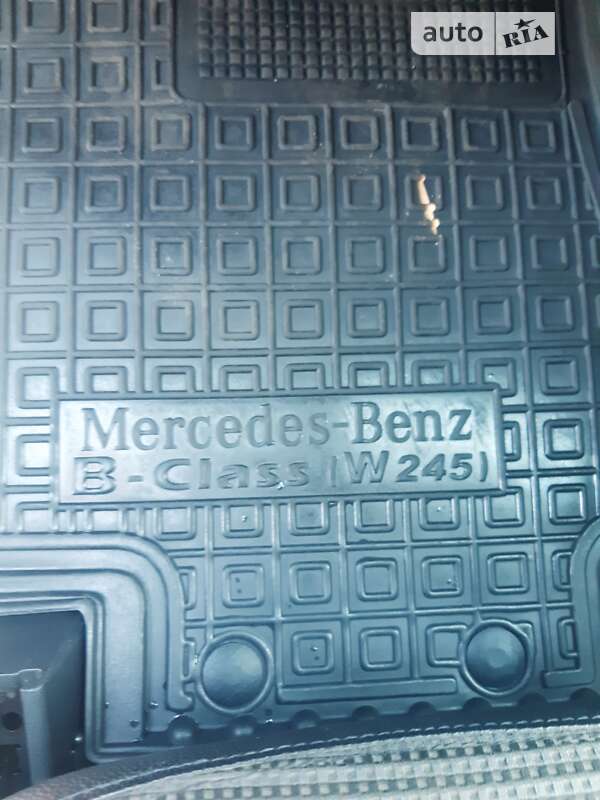 auto RIA
Mercedes-Benz
B-Class (W245)